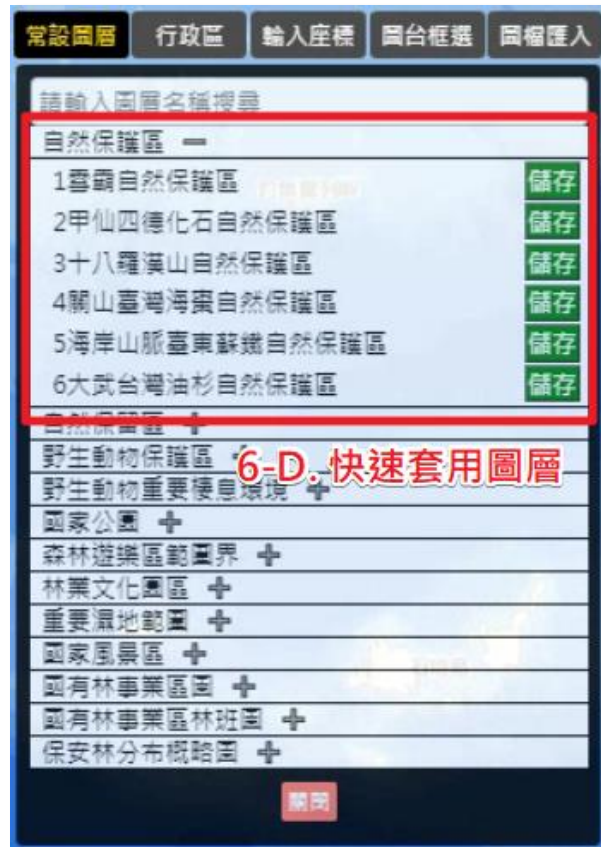 常設圖層 行政區 輸入座標 圖台框選 圖檔匯入
請輸入圖層名稱搜尋
自然保護區 ━
1雪霸自然保護區 儲存
2甲仙四德化石自然保護區 儲存
3十八羅漢山自然保護區 儲存
4關山臺灣海棗自然保護區 儲存
5海岸山脈臺東蘇鐵自然保護區 儲存
6大武台灣油杉自然保護區 儲存
自然保留區 ✚
野生動物保護區 ✚
6-D. 快速套用圖層
野生動物重要棲息環境 ✚
國家公園 ✚
森林遊樂區範圍界 ✚
林業文化園區 ✚
重要濕地範圍 ✚
國家風景區 ✚
國有林事業區圖 ✚
國有林事業區林班圖 ✚
保安林分布概略圖 ✚
關閉